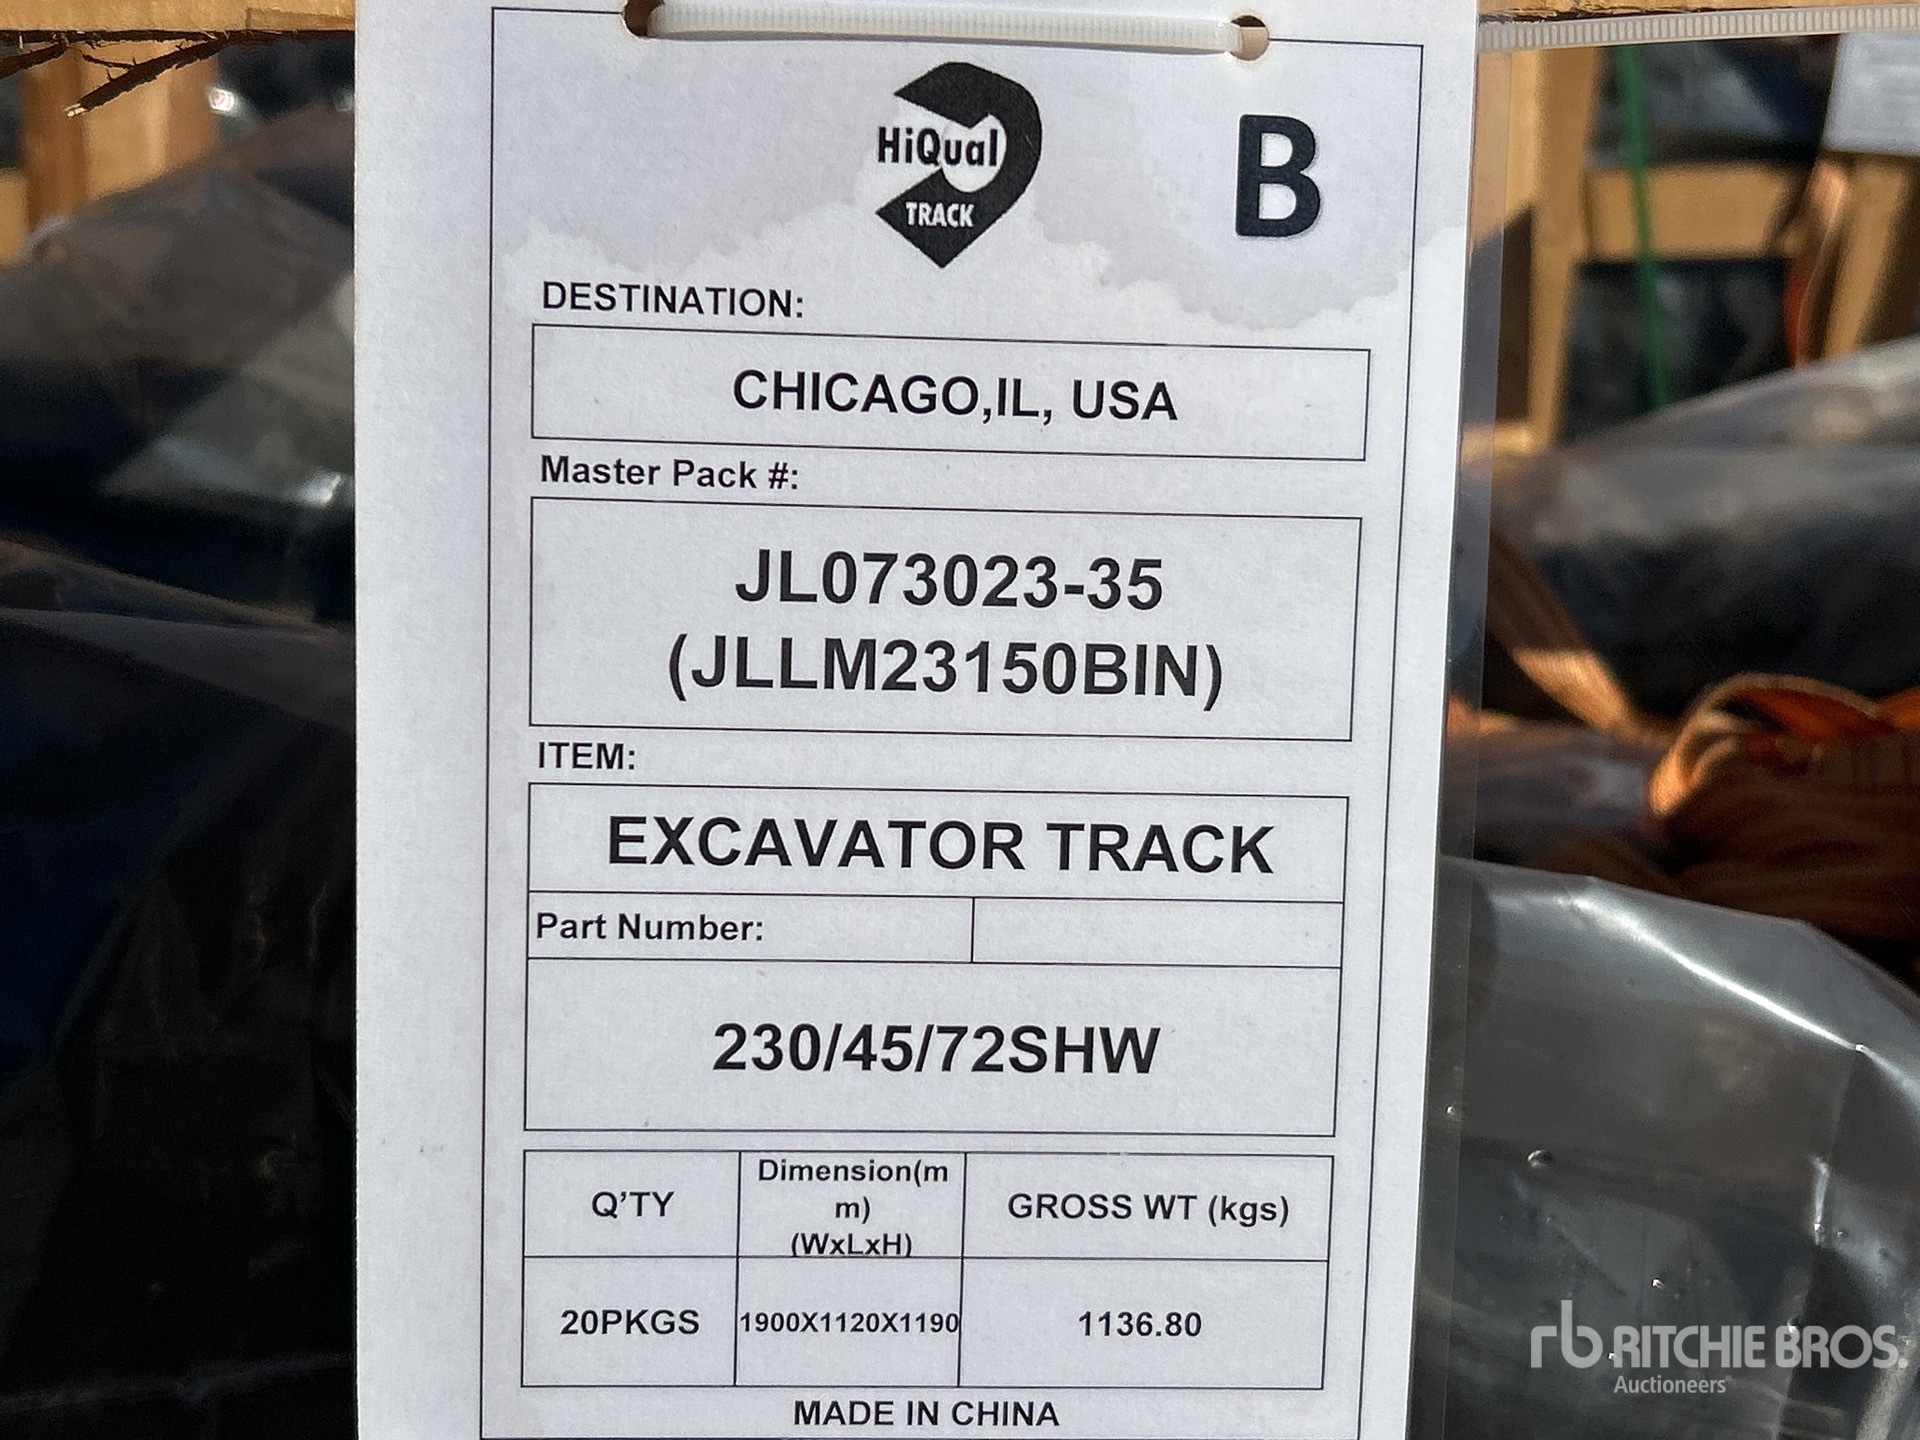 HiQual
TRACK
B
DESTINATION:
CHICAGO,IL, USA
Master Pack #:
JL073023-35
(JLLM23150BIN)
ITEM:
EXCAVATOR TRACK
Part Number:
230/45/72SHW
Q'TY
Dimension(m
m)
(WxLxH)
GROSS WT (kgs)
20PKGS
1900X1120X1190
1136.80
MADE IN CHINA
rb RITCHIE BROS.
Auctioneers